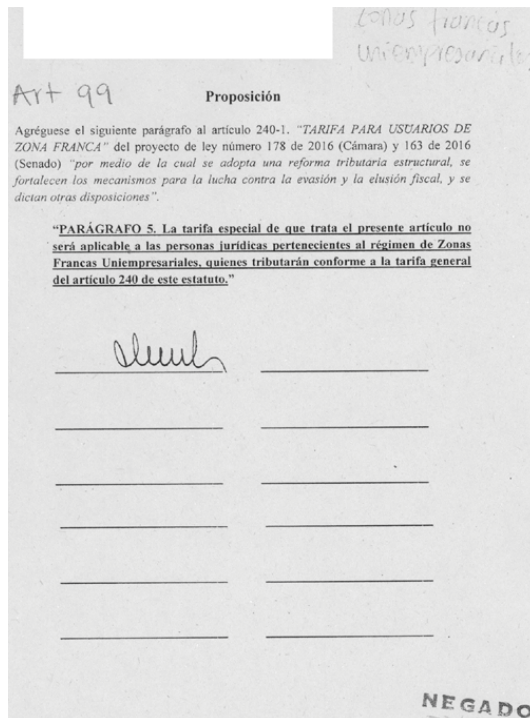 zonas francas
uniempresariales
Art 99
Proposición
Agréguese el siguiente parágrafo al artículo 240-1. "TARIFA PARA USUARIOS DE
ZONA FRANCA" del proyecto de ley número 178 de 2016 (Cámara) y 163 de 2016
(Senado) "por medio de la cual se adopta una reforma tributaria estructural, se
fortalecen los mecanismos para la lucha contra la evasión y la elusión fiscal, y se
dictan otras disposiciones".
"PARÁGRAFO 5. La tarifa especial de que trata el presente artículo no
será aplicable a las personas jurídicas pertenecientes al régimen de Zonas
Francas Uniempresariales, quienes tributarán conforme a la tarifa general
del artículo 240 de este estatuto."
NEGADO